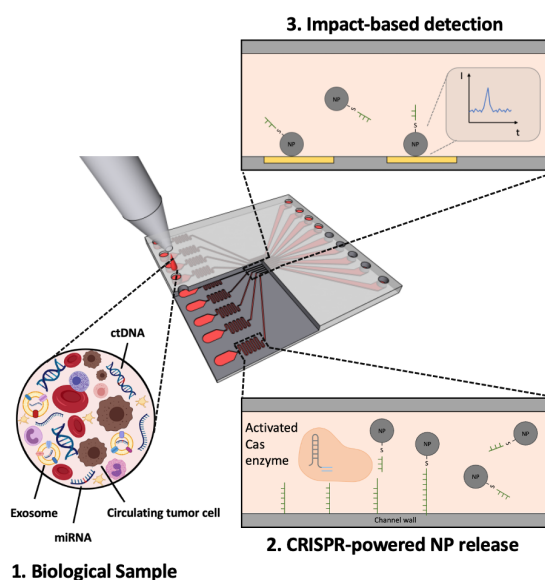 3. Impact-based detection
I
NP
S
S
S
NP
NP
t
ctDNA
Exosome
Circulating tumor cell
miRNA
1. Biological Sample
Activated
Cas
enzyme
NP
NP
S
S
S
NP
NP
S
Channel wall
2. CRISPR-powered NP release